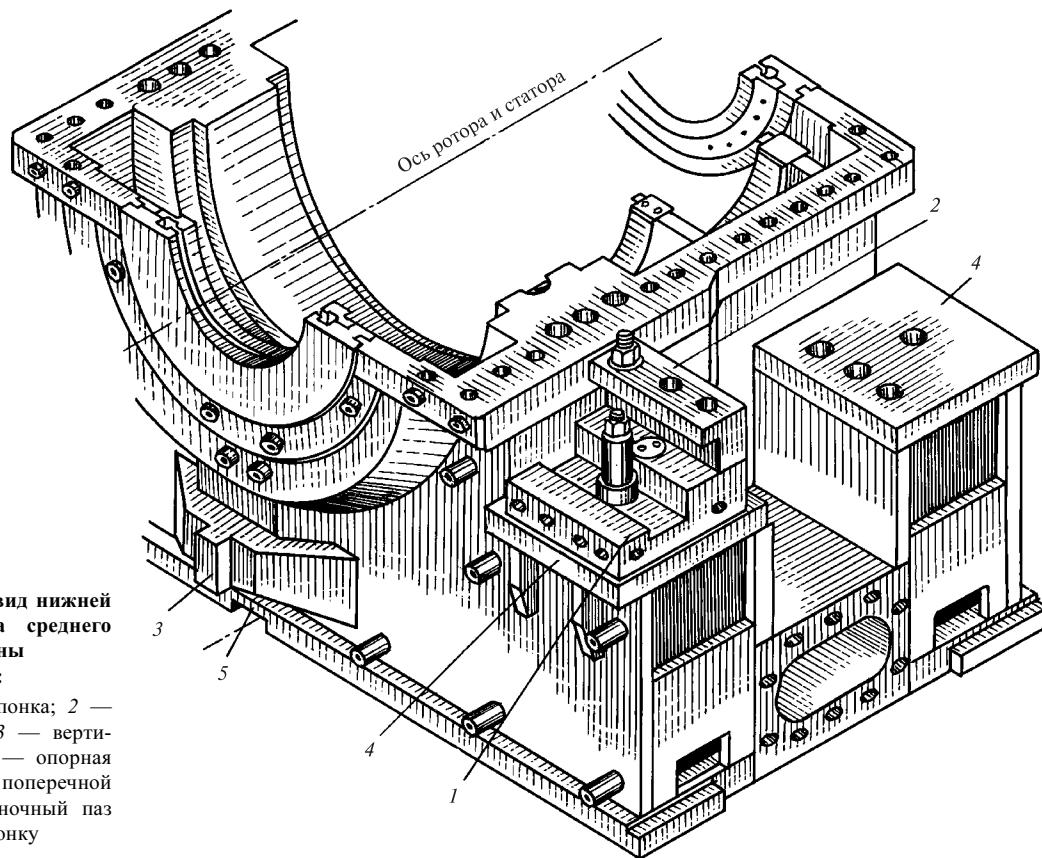 Ось ротора и статора
2
4
вид нижней
а среднего
ны
:
понка; 2 —
3 — верти-
— опорная
поперечной
ночный паз
онку
3
5
4
1